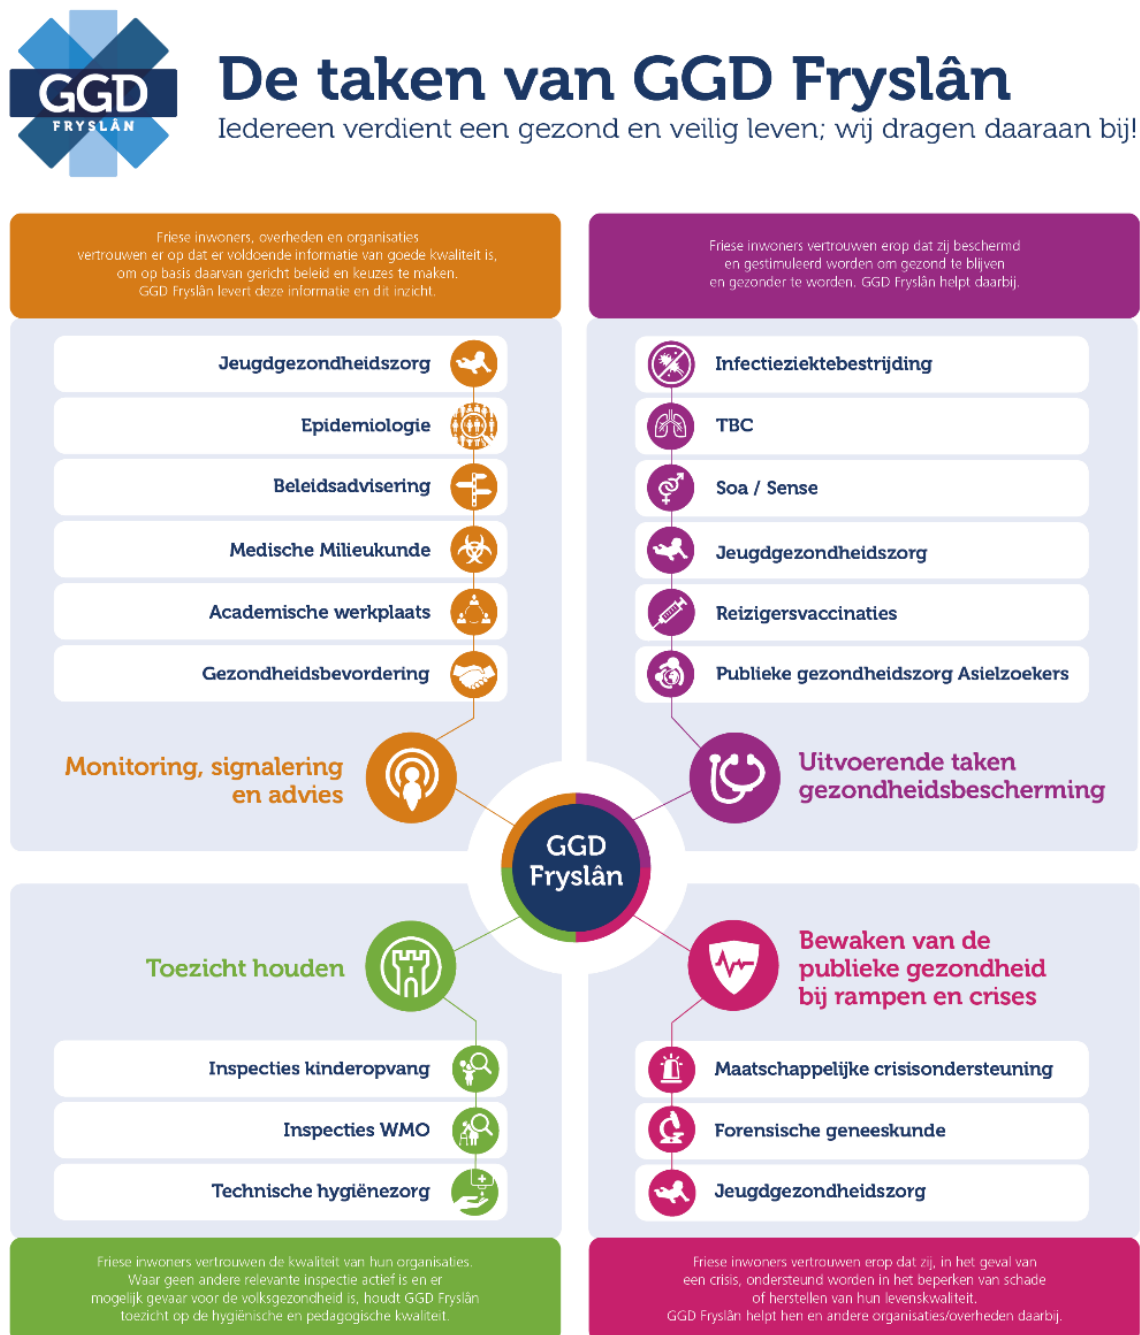 GGD
FRYSLÂN
De taken van GGD Fryslân
Iedereen verdient een gezond en veilig leven; wij dragen daaraan bij!
Friese inwoners, overheden en organisaties
vertrouwen er op dat er voldoende informatie van goede kwaliteit is,
om op basis daarvan gericht beleid en keuzes te maken.
GGD Fryslân levert deze informatie en dit inzicht.
Jeugdgezondheidszorg
Epidemiologie
Beleidsadvisering
Medische Milieukunde
Academische werkplaats
Gezondheidsbevordering
Monitoring, signalering
en advies
Friese inwoners vertrouwen erop dat zij beschermd
en gestimuleerd worden om gezond te blijven
en gezonder te worden. GGD Fryslân helpt daarbij.
Infectieziektebestrijding
TBC
Soa / Sense
Jeugdgezondheidszorg
Reizigersvaccinaties
Publieke gezondheidszorg Asielzoekers
Uitvoerende taken
gezondheidsbescherming
GGD
Fryslân
Toezicht houden
Inspecties kinderopvang
Inspecties WMO
Technische hygiënezorg
Friese inwoners vertrouwen de kwaliteit van hun organisaties.
Waar geen andere relevante inspectie actief is en er
mogelijk gevaar voor de volksgezondheid is, houdt GGD Fryslân
toezicht op de hygiënische en pedagogische kwaliteit.
Bewaken van de
publieke gezondheid
bij rampen en crises
Maatschappelijke crisisondersteuning
Forensische geneeskunde
Jeugdgezondheidszorg
Friese inwoners vertrouwen erop dat zij, in het geval van
een crisis, ondersteund worden in het beperken van schade
of herstellen van hun levenskwaliteit.
GGD Fryslân helpt hen en andere organisaties/overheden daarbij.